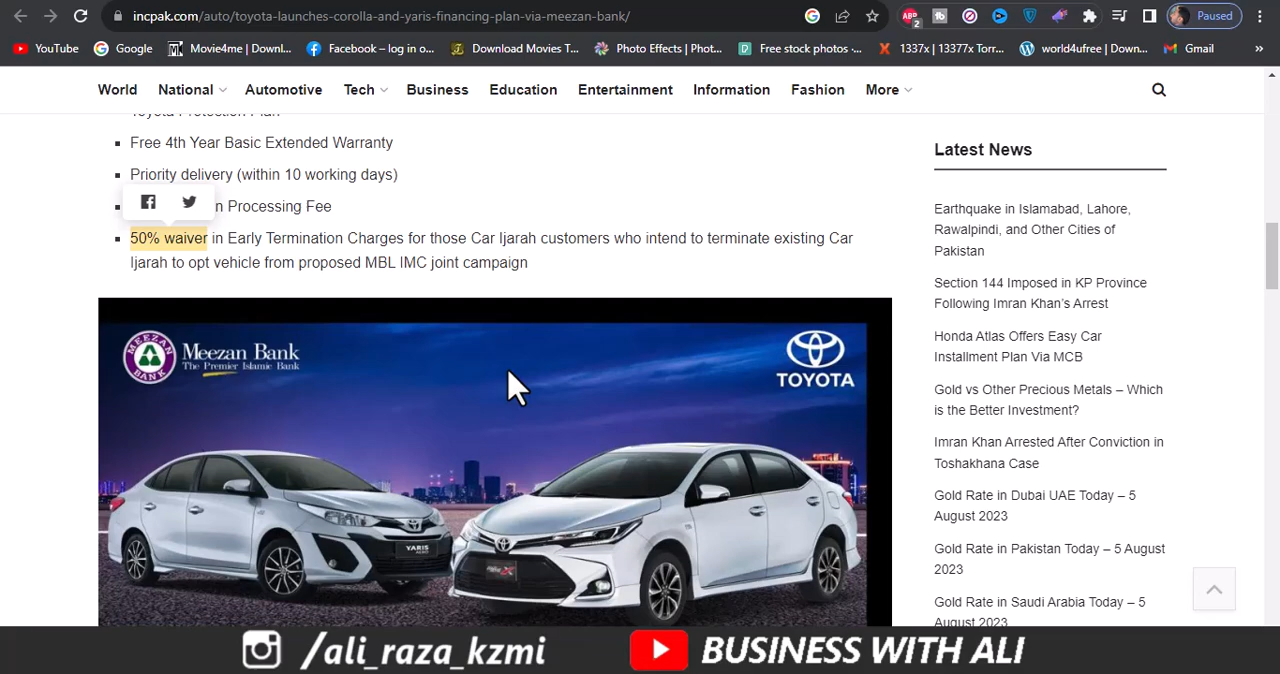 incpak.com/auto/toyota-launches-corolla-and-yaris-financing-plan-via-meezan-bank/
2
Paused
YouTube
Google
Movie4me | Downl...
Facebook – log in o...
Download Movies T...
Photo Effects | Phot...
Free stock photos -...
1337x | 13377x Torr...
world4ufree | Down...
Gmail
»
World
National
Automotive
Tech
Business
Education
Entertainment
Information
Fashion
More
Toyota Protection Plan
Free 4th Year Basic Extended Warranty
Priority delivery (within 10 working days)
n Processing Fee
50% waiver in Early Termination Charges for those Car Ijarah customers who intend to terminate existing Car
Ijarah to opt vehicle from proposed MBL IMC joint campaign
MEEZAN
BANK
Meezan Bank
The Premier Islamic Bank
TOYOTA
YARIS
X
Latest News
Earthquake in Islamabad, Lahore,
Rawalpindi, and Other Cities of
Pakistan
Section 144 Imposed in KP Province
Following Imran Khan's Arrest
Honda Atlas Offers Easy Car
Installment Plan Via MCB
Gold vs Other Precious Metals – Which
is the Better Investment?
Imran Khan Arrested After Conviction in
Toshakhana Case
Gold Rate in Dubai UAE Today – 5
August 2023
Gold Rate in Pakistan Today – 5 August
2023
Gold Rate in Saudi Arabia Today – 5
August 2023
/ali_raza_kzmi
BUSINESS WITH ALI